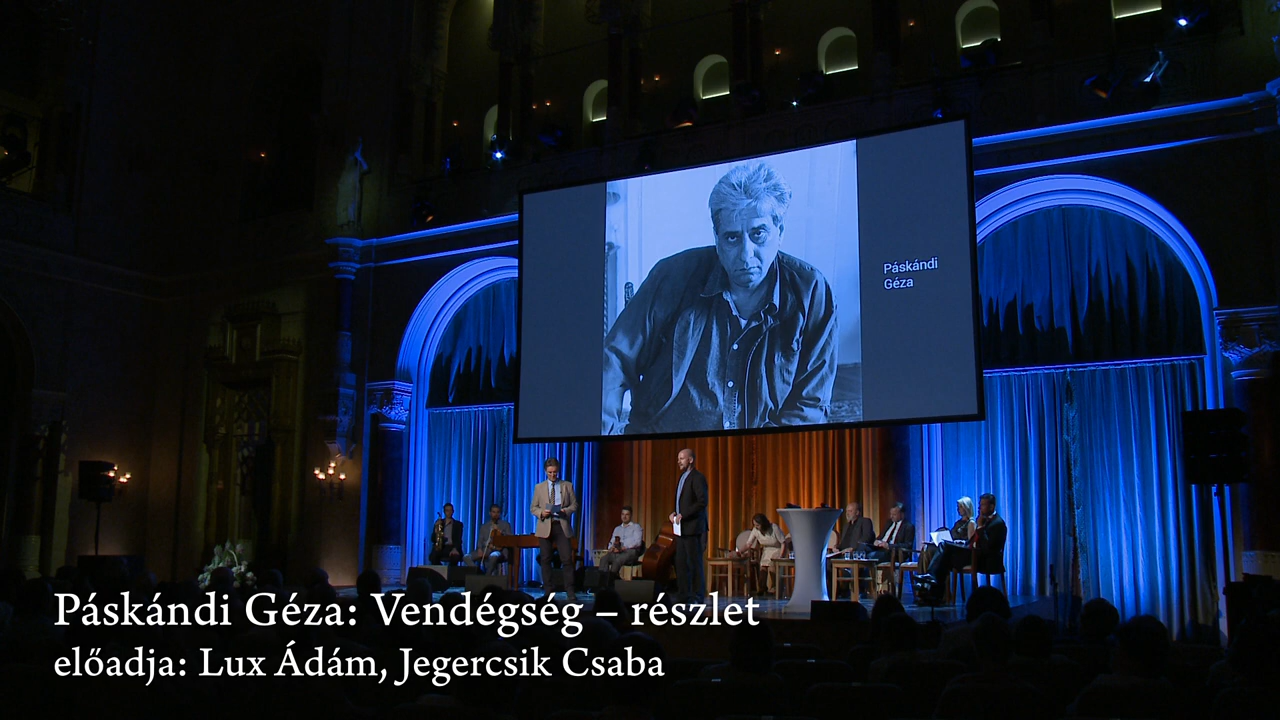 Páskándi
Géza
Páskándi Géza: Vendégség – részlet
előadja: Lux Ádám, Jegercsik Csaba